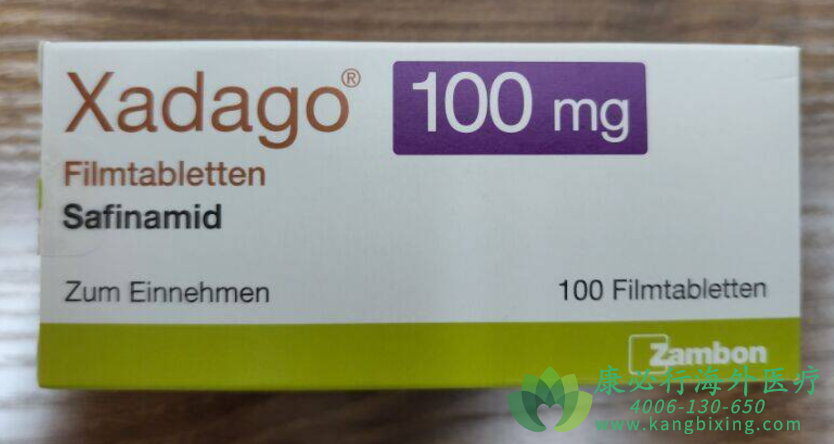 Xadago® 100 mg
Filmtabletten
Safinamid
Zum Einnehmen 100 Filmtabletten
Zambon
康必行海外医疗
4006-130-650
www.kangbixing.com